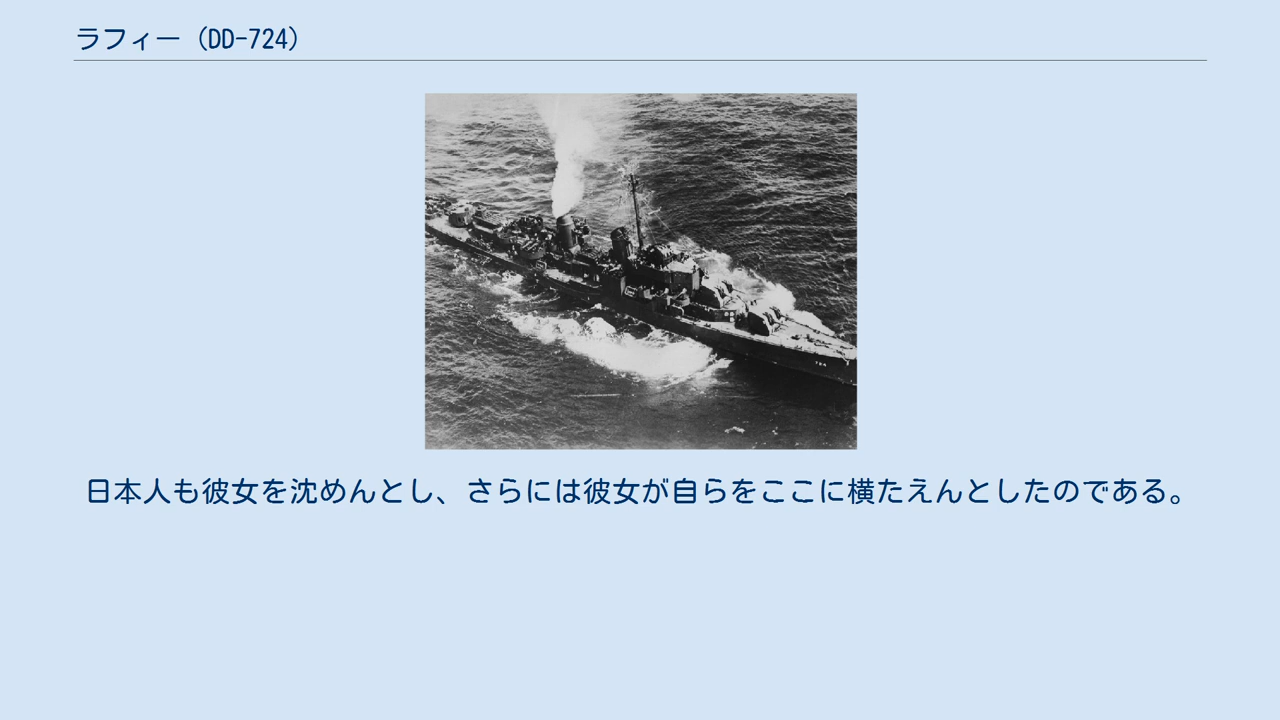 ラフィー（DD-724）
日本人も彼女を沈めんとし、さらには彼女が自らをここに横たえんとしたのである。
724